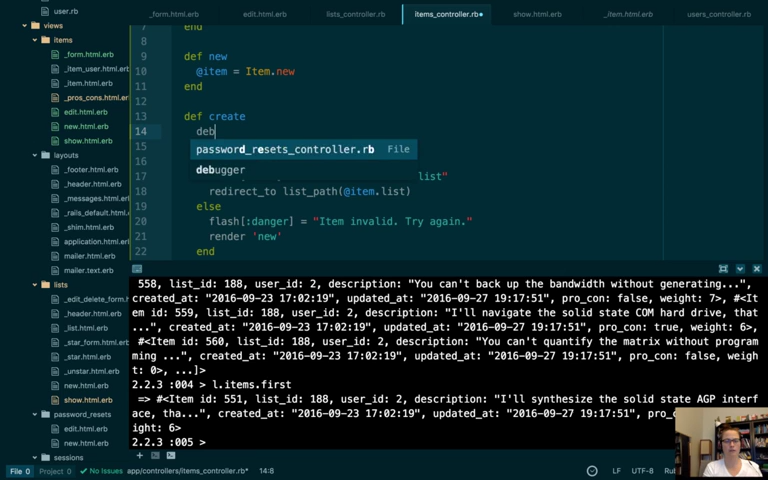 user.rb
views
items
_form.html.erb
_item_user.html.erb
_item.html.erb
_pros_cons.html.erb
edit.html.erb
new.html.erb
show.html.erb
layouts
_footer.html.erb
_header.html.erb
_messages.html.erb
_rails_default.html
_shim.html.erb
application.html.erb
mailer.html.erb
mailer.text.erb
lists
_edit_delete_form.h
_header.html.erb
_list.html.erb
_star_form.html.erb
_star.html.erb
_unstar.html.erb
new.html.erb
show.html.erb
password_resets
edit.html.erb
new.html.erb
sessions
_form.html.erb edit.html.erb lists_controller.rb items_controller.rb show.html.erb _item.html.erb users_controller.rb
7 end
8
9 def new
10 @item = Item.new
11 end
12
13 def create
14 deb
15 password_resets_controller.rb File
16 debugger
17 list"
18 redirect_to list_path(@item.list)
19 else
20 flash[:danger] = "Item invalid. Try again."
21 render 'new'
22 end
558, list_id: 188, user_id: 2, description: "You can't back up the bandwidth without generating...",
created_at: "2016-09-23 17:02:19", updated_at: "2016-09-27 19:17:51", pro_con: false, weight: 7>, #<It
em id: 559, list_id: 188, user_id: 2, description: "I'll navigate the solid state COM hard drive, that
...", created_at: "2016-09-23 17:02:19", updated_at: "2016-09-27 19:17:51", pro_con: true, weight: 6>,
#<Item id: 560, list_id: 188, user_id: 2, description: "You can't quantify the matrix without program
ming ...", created_at: "2016-09-23 17:02:19", updated_at: "2016-09-27 19:17:51", pro_con: false, weigh
t: 0>, ...]>
2.2.3 :004 > l.items.first
=> #<Item id: 551, list_id: 188, user_id: 2, description: "I'll synthesize the solid state AGP interf
ace, tha...", created_at: "2016-09-23 17:02:19", updated_at: "2016-09-27 19:17:51", pro_co
ight: 6>
2.2.3 :005 >
File 0 Project 0 No Issues app/controllers/items_controller.rb* 14:8 LF UTF-8